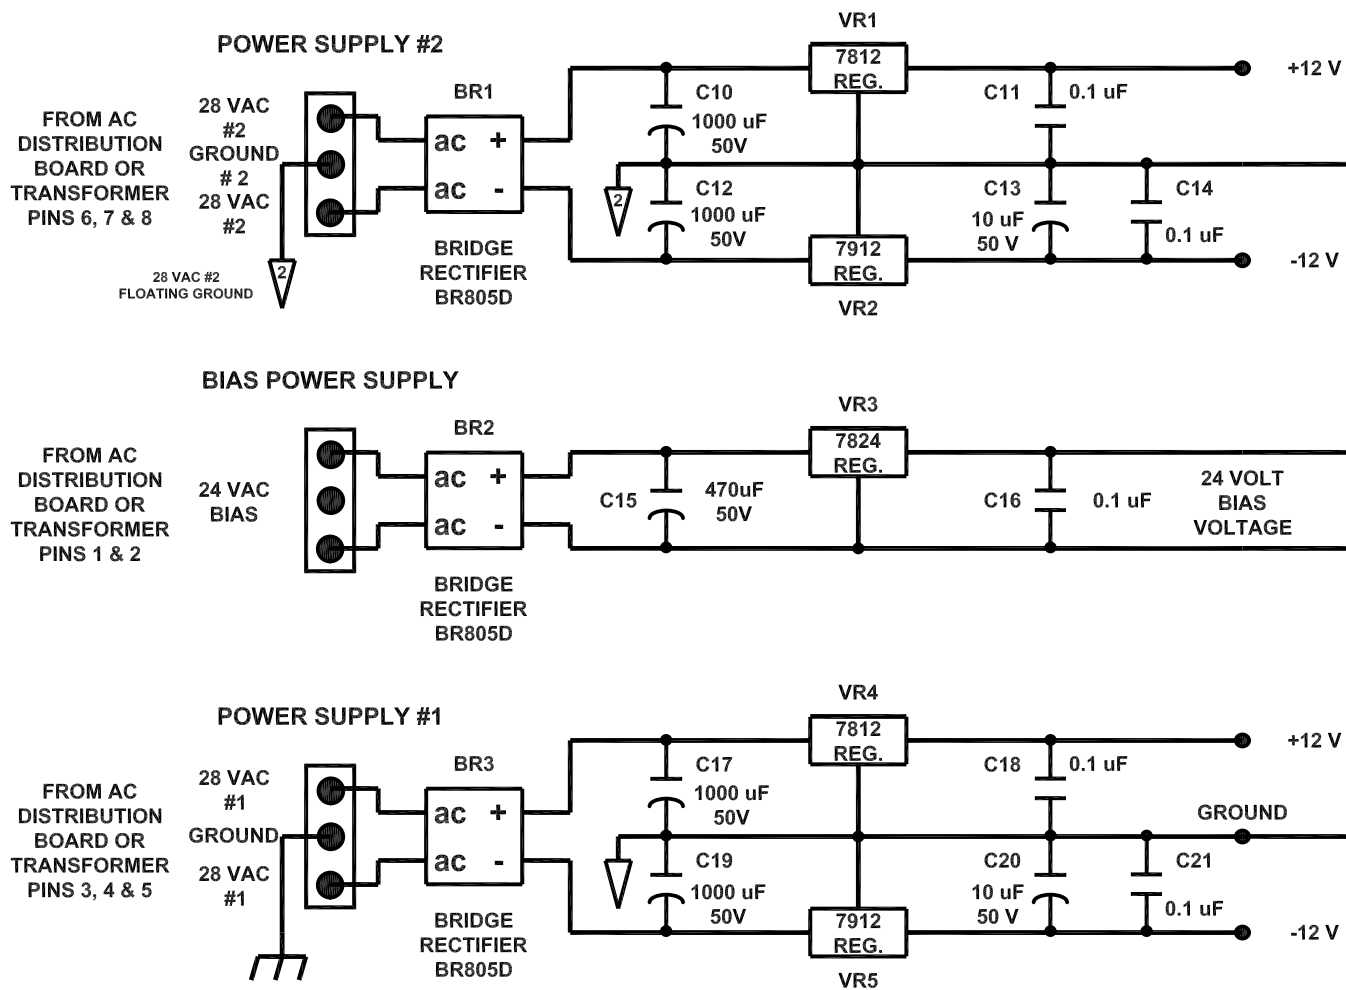 POWER SUPPLY #2
FROM AC
DISTRIBUTION
BOARD OR
TRANSFORMER
PINS 6, 7 & 8
28 VAC
#2
GROUND
# 2
28 VAC
#2
2
28 VAC #2
FLOATING GROUND
BR1
ac +
ac -
BRIDGE
RECTIFIER
BR805D
C10
1000 uF
50V
2
C12
1000 uF
50V
VR1
7812
REG.
7912
REG.
VR2
C11
0.1 uF
C13
10 uF
50 V
C14
0.1 uF
+12 V
-12 V
BIAS POWER SUPPLY
FROM AC
DISTRIBUTION
BOARD OR
TRANSFORMER
PINS 1 & 2
24 VAC
BIAS
BR2
ac +
ac -
BRIDGE
RECTIFIER
BR805D
C15
470uF
50V
VR3
7824
REG.
C16
0.1 uF
24 VOLT
BIAS
VOLTAGE
POWER SUPPLY #1
FROM AC
DISTRIBUTION
BOARD OR
TRANSFORMER
PINS 3, 4 & 5
28 VAC
#1
GROUND
28 VAC
#1
BR3
ac +
ac -
BRIDGE
RECTIFIER
BR805D
C17
1000 uF
50V
C19
1000 uF
50V
VR4
7812
REG.
7912
REG.
VR5
C18
0.1 uF
C20
10 uF
50 V
C21
0.1 uF
+12 V
GROUND
-12 V